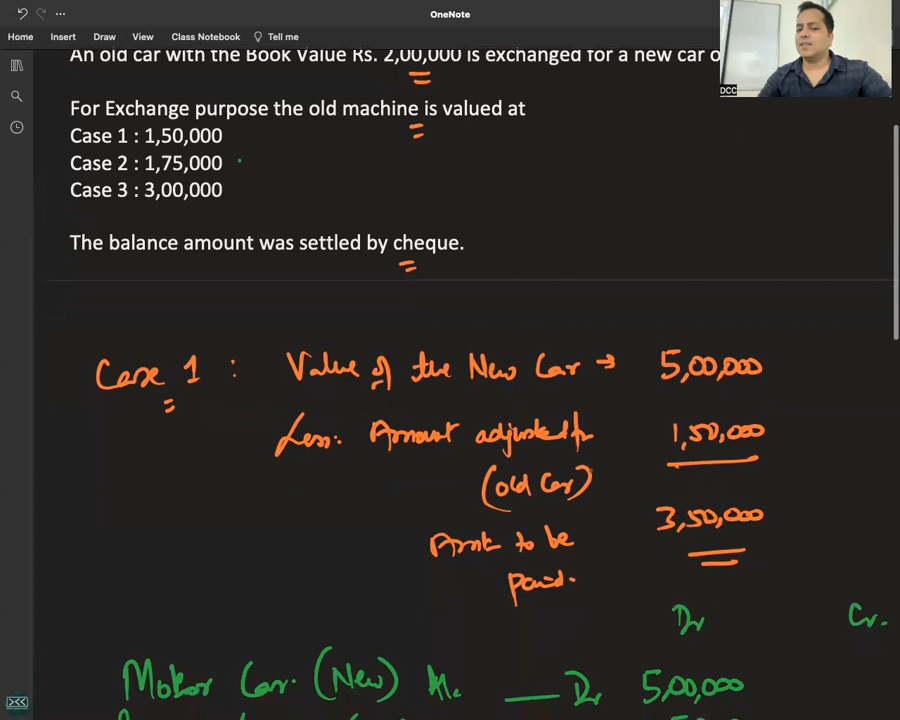 OneNote
Home Insert Draw View Class Notebook Tell me
An old car with the Book Value Rs. 2,00,000 is exchanged for a new car o
DCC
For Exchange purpose the old machine is valued at
Case 1 : 1,50,000
Case 2 : 1,75,000
Case 3 : 3,00,000
The balance amount was settled by cheque.
Case 1 : Value of the New Car → 5,00,000
Less: Amount adjusted for 1,50,000
(old Car)
3,50,000
Amt to be
paid.
Dr Cr.
Motor Car. (New) A/c —— Dr 5,00,000